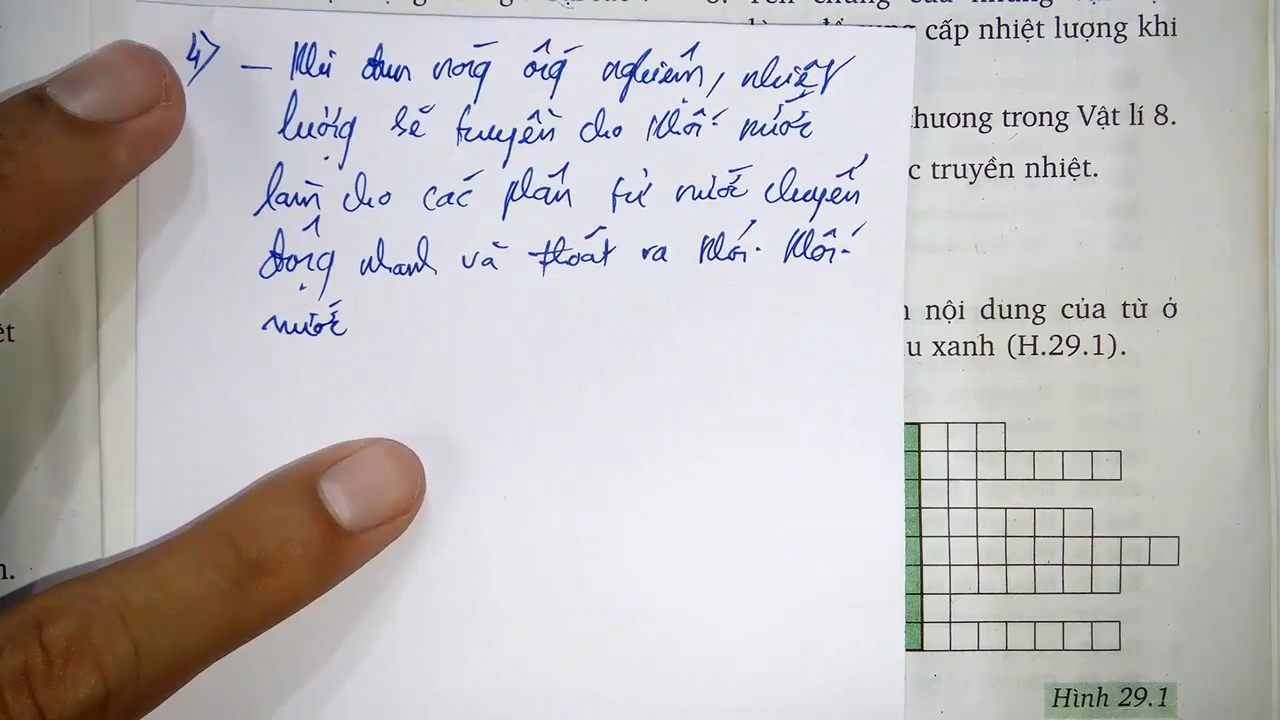 cấp nhiệt lượng khi
4) - Khi đun nóng ống nghiệm, nhiệt
lượng sẽ truyền cho khối nước
làm cho các phân tử nước chuyển
động nhanh và thoát ra khỏi khối
nước
hương trong Vật lí 8.
c truyền nhiệt.
nội dung của từ ở
u xanh (H.29.1).
Hình 29.1